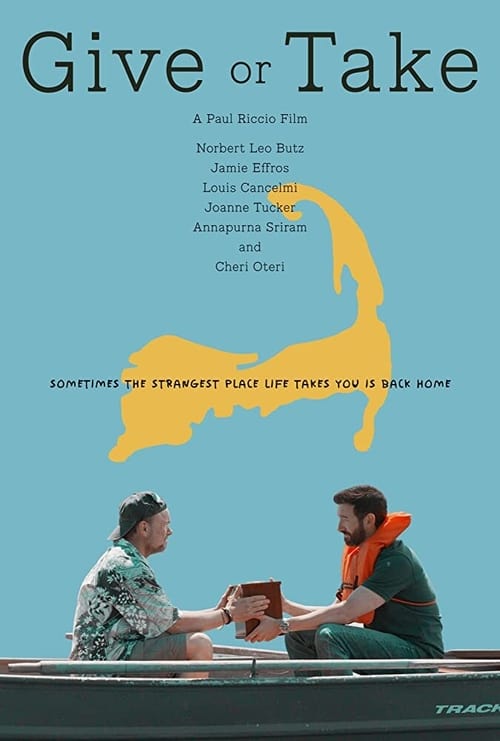 Give or Take
A Paul Riccio Film
Norbert Leo Butz
Jamie Effros
Louis Cancelmi
Joanne Tucker
Annapurna Sriram
and
Cheri Oteri
SOMETIMES THE STRANGEST PLACE LIFE TAKES YOU IS BACK HOME
TRACK